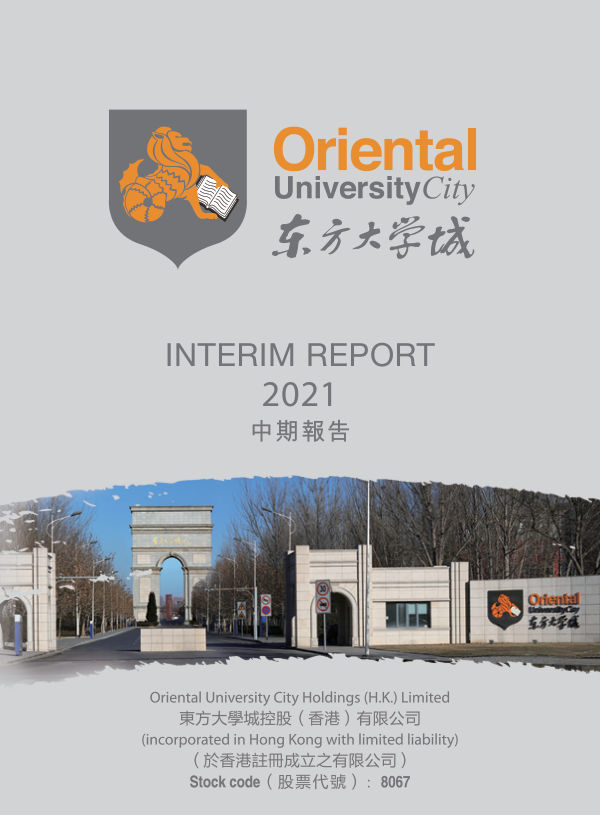 Oriental
UniversityCity
东方大学城
INTERIM REPORT
2021
中期報告
30
Oriental
UniversityCity
东方大学城
Oriental University City Holdings (H.K.) Limited
東方大學城控股（香港）有限公司
(incorporated in Hong Kong with limited liability)
（於香港註冊成立之有限公司）
Stock code（股票代號）: 8067